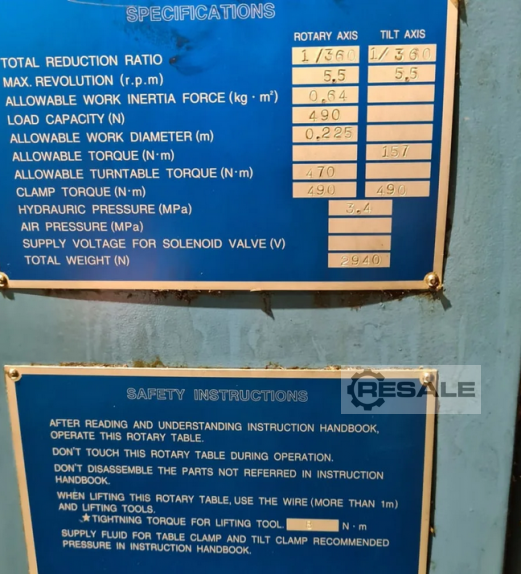 SPECIFICATIONS
ROTARY AXIS TILT AXIS
TOTAL REDUCTION RATIO 1/360 1/360
MAX. REVOLUTION (r.p.m) 5.5 5.5
ALLOWABLE WORK INERTIA FORCE (kg·m²) 0.64
LOAD CAPACITY (N) 490
ALLOWABLE WORK DIAMETER (m) 0.225
ALLOWABLE TORQUE (N·m) 157
ALLOWABLE TURNTABLE TORQUE (N·m) 470
CLAMP TORQUE (N·m) 490 490
HYDRAURIC PRESSURE (MPa) 3.4
AIR PRESSURE (MPa)
SUPPLY VOLTAGE FOR SOLENOID VALVE (V)
TOTAL WEIGHT (N) 2940
RESALE
SAFETY INSTRUCTIONS
AFTER READING AND UNDERSTANDING INSTRUCTION HANDBOOK,
OPERATE THIS ROTARY TABLE.
DON'T TOUCH THIS ROTARY TABLE DURING OPERATION.
DON'T DISASSEMBLE THE PARTS NOT REFERRED IN INSTRUCTION
HANDBOOK.
WHEN LIFTING THIS ROTARY TABLE, USE THE WIRE (MORE THAN 1m)
AND LIFTING TOOLS.
★TIGHTNING TORQUE FOR LIFTING TOOL. N·m
SUPPLY FLUID FOR TABLE CLAMP AND TILT CLAMP RECOMMENDED
PRESSURE IN INSTRUCTION HANDBOOK.